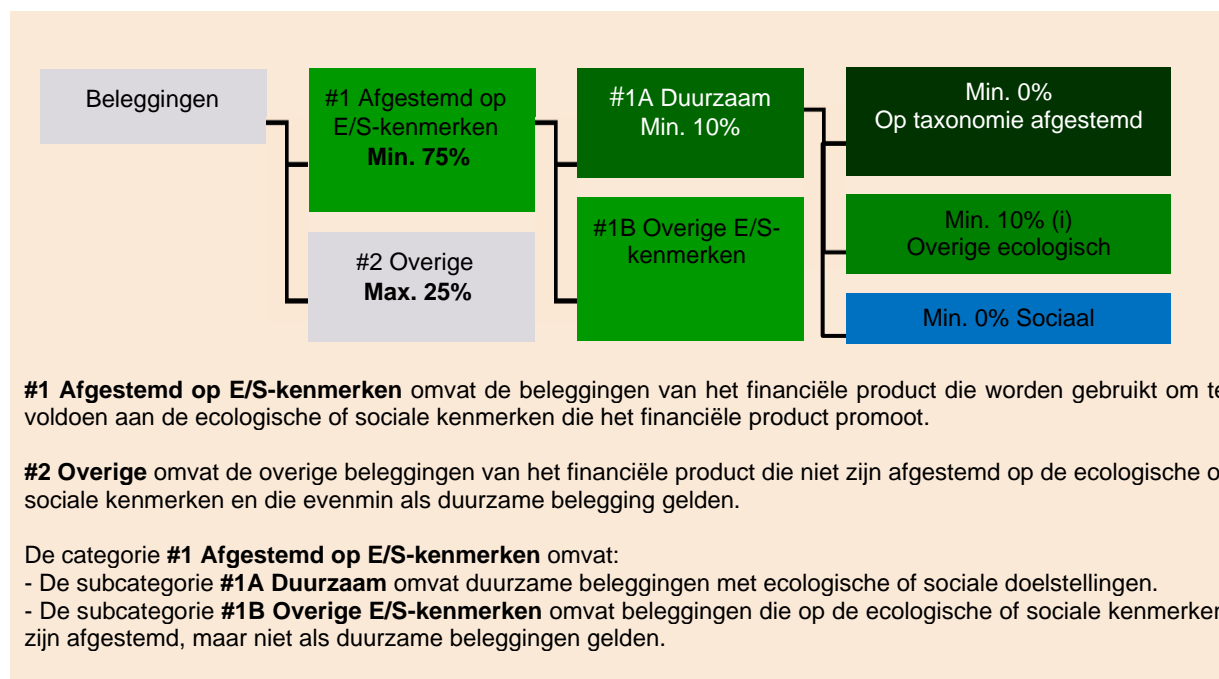 Beleggingen
#1 Afgestemd op
E/S-kenmerken
Min. 75%
#2 Overige
Max. 25%
#1A Duurzaam
Min. 10%
#1B Overige E/S-
kenmerken
Min. 0%
Op taxonomie afgestemd
Min. 10% (i)
Overige ecologisch
Min. 0% Sociaal
#1 Afgestemd op E/S-kenmerken omvat de beleggingen van het financiële product die worden gebruikt om te
voldoen aan de ecologische of sociale kenmerken die het financiële product promoot.
#2 Overige omvat de overige beleggingen van het financiële product die niet zijn afgestemd op de ecologische o
sociale kenmerken en die evenmin als duurzame belegging gelden.
De categorie #1 Afgestemd op E/S-kenmerken omvat:
- De subcategorie #1A Duurzaam omvat duurzame beleggingen met ecologische of sociale doelstellingen.
- De subcategorie #1B Overige E/S-kenmerken omvat beleggingen die op de ecologische of sociale kenmerken
zijn afgestemd, maar niet als duurzame beleggingen gelden.